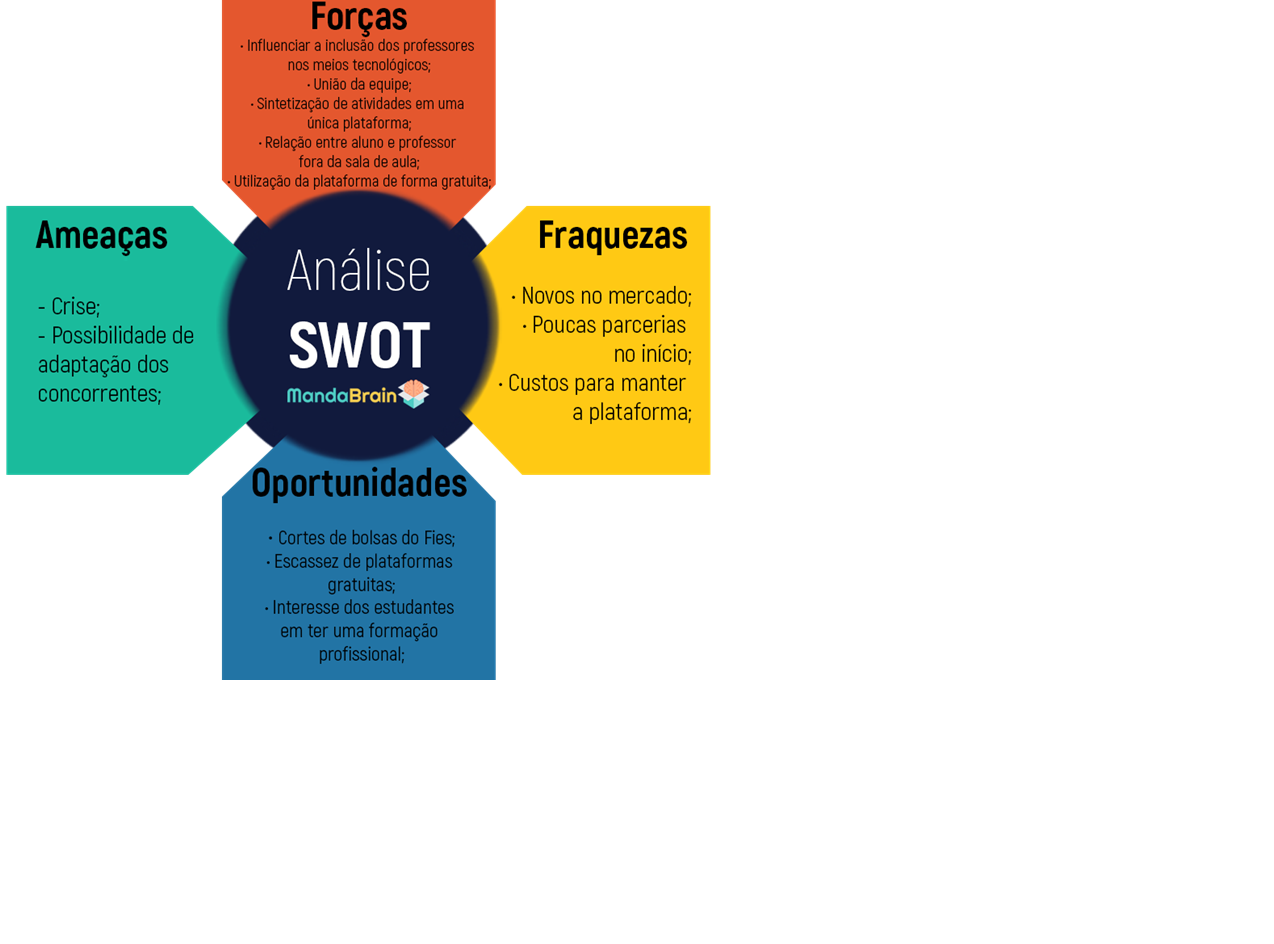 Forças
· Influenciar a inclusão dos professores
nos meios tecnológicos;
· União da equipe;
· Sintetização de atividades em uma
única plataforma;
· Relação entre aluno e professor
fora da sala de aula;
· Utilização da plataforma de forma gratuita;
Ameaças
- Crise;
- Possibilidade de
adaptação dos
concorrentes;
Análise
SWOT
MandaBrain
Fraquezas
· Novos no mercado;
· Poucas parcerias
no início;
· Custos para manter
a plataforma;
Oportunidades
· Cortes de bolsas do Fies;
· Escassez de plataformas
gratuitas;
· Interesse dos estudantes
em ter uma formação
profissional;